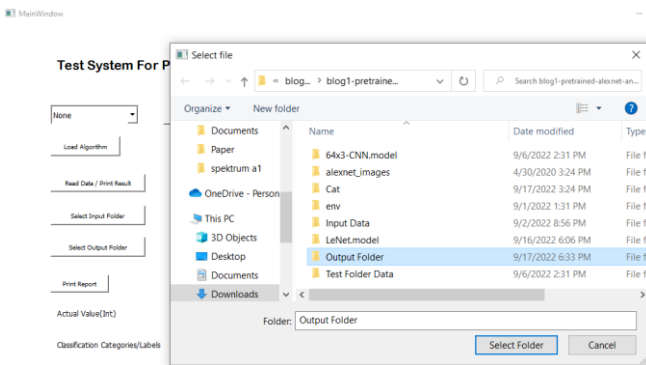 MainWindow
Test System For P
None
Load Algorithm
Read Data / Print Result
Select Input Folder
Select Output Folder
Print Report
Actual Value(Int)
Classification Categories/Labels
Select file
« blog... > blog1-pretraine...
Search blog1-pretrained-alexnet-an...
Organize
New folder
Documents
Paper
spektrum a1
OneDrive - Person
This PC
3D Objects
Desktop
Documents
Downloads
Name Date modified Type
64x3-CNN.model 9/6/2022 2:31 PM File f
alexnet_images 4/30/2020 3:24 PM File f
Cat 9/17/2022 3:24 PM File f
env 9/1/2022 1:31 PM File f
Input Data 9/2/2022 8:56 PM File f
LeNet.model 9/16/2022 6:06 PM File f
Output Folder 9/17/2022 6:33 PM File f
Test Folder Data 9/6/2022 2:31 PM File f
Folder: Output Folder
Select Folder Cancel